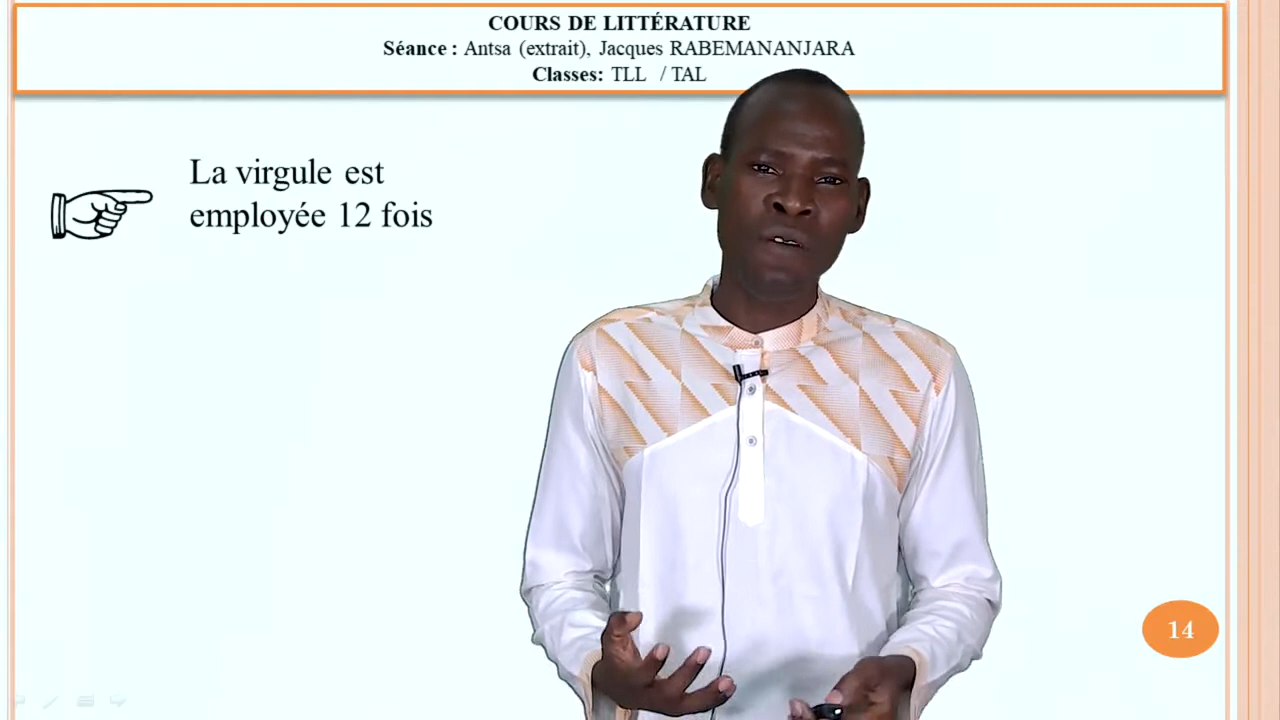 COURS DE LITTÉRATURE
Séance : Antsa (extrait), Jacques RABEMANANJARA
Classes: TLL / TAL
La virgule est
employée 12 fois
14